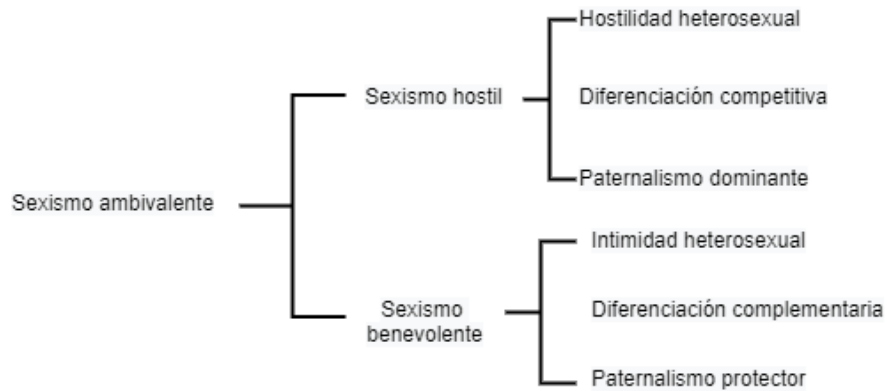 Hostilidad heterosexual
Sexismo hostil
Diferenciación competitiva
Paternalismo dominante
Sexismo ambivalente
Intimidad heterosexual
Sexismo
benevolente
Diferenciación complementaria
Paternalismo protector